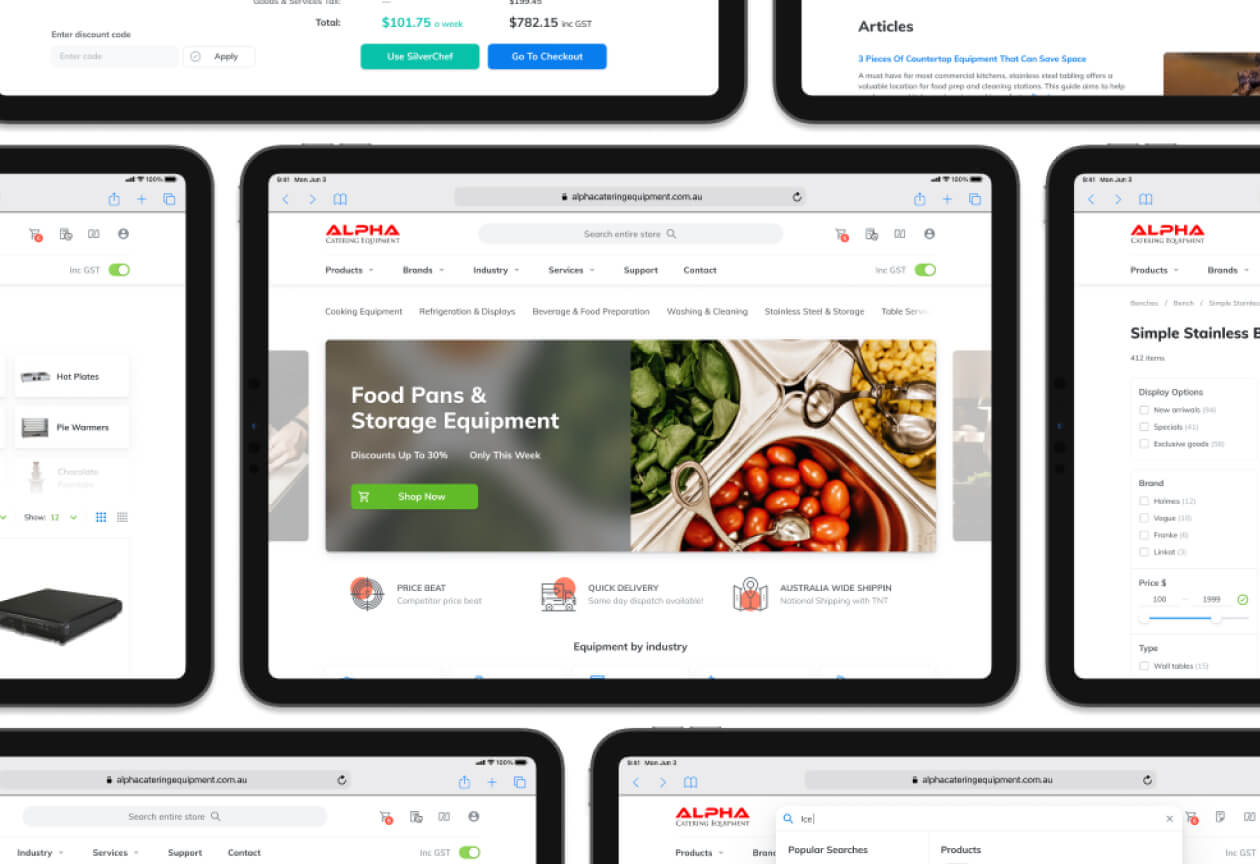 Goods & Services Tax:
—
$199.45
Total:
$101.75 a week
$782.15 inc GST
Enter discount code
Enter code
Apply
Use SilverChef
Go To Checkout
Articles
3 Pieces Of Countertop Equipment That Can Save Space
A must have for most commercial kitchens, stainless steel tabling offers a
valuable location for food prep and cleaning stations. This guide aims to help
100%
6
Inc GST
Hot Plates
Pie Warmers
Chocolate
Fountains
Show: 12
9:41 Mon Jun 3
100%
alphacateringequipment.com.au
ALPHA
CATERING EQUIPMENT
Search entire store
6
Products
Brands
Industry
Services
Support
Contact
Inc GST
Cooking Equipment
Refrigeration & Displays
Beverage & Food Preparation
Washing & Cleaning
Stainless Steel & Storage
Table Servi
Food Pans &
Storage Equipment
Discounts Up To 30%
Only This Week
Shop Now
PRICE BEAT
Competitor price beat
QUICK DELIVERY
Same day dispatch available!
AUSTRALIA WIDE SHIPPIN
National Shipping with TNT
Equipment by industry
9:41 Mon Jun 3
ALPHA
CATERING EQUIPMENT
Products
Brands
Benches / Bench / Simple Stainless
Simple Stainless B
412 items
Display Options
New arriwals (94)
Specials (41)
Exclusive goods (58)
Brand
Holmes (12)
Vogue (10)
Franke (6)
Linkot (3)
Price $
100 — 1999
Type
Wall tables (15)
100%
alphacateringequipment.com.au
Search entire store
6
Industry
Services
Support
Contact
Inc GST
9:41 Mon Jun 3
100%
alphacateringequipment.com.au
ALPHA
CATERING EQUIPMENT
Ice
6
Products
Bran
Popular Searches
Products
Inc GST